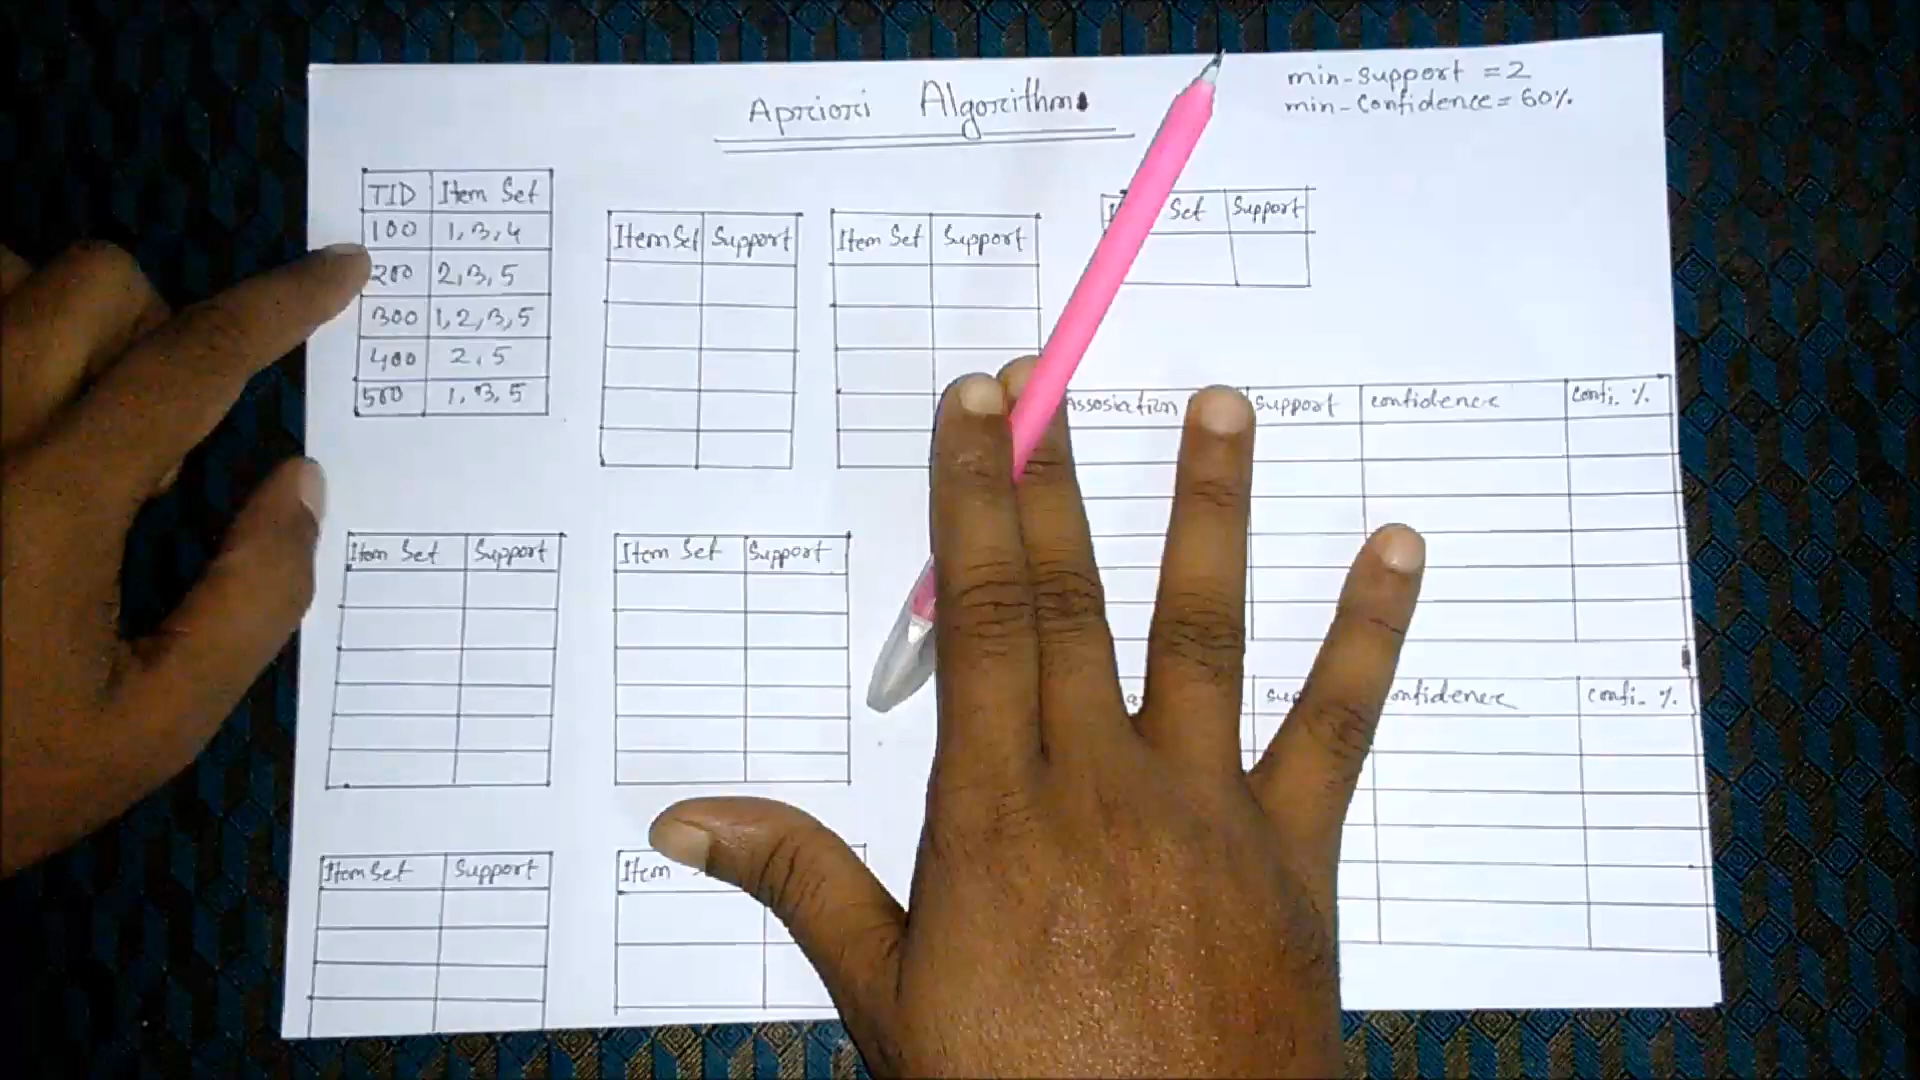 Apriori Algorithm
min-support = 2
min-confidence = 60%
TID Item Set
100 1, 3, 4
200 2, 3, 5
300 1, 2, 3, 5
400 2, 5
500 1, 3, 5
Item Set Support
Item Set Support
Set Support
Assosiation Support confidence confi. %
Item Set Support
Item Set Support
confi. %
Item Set Support
Item